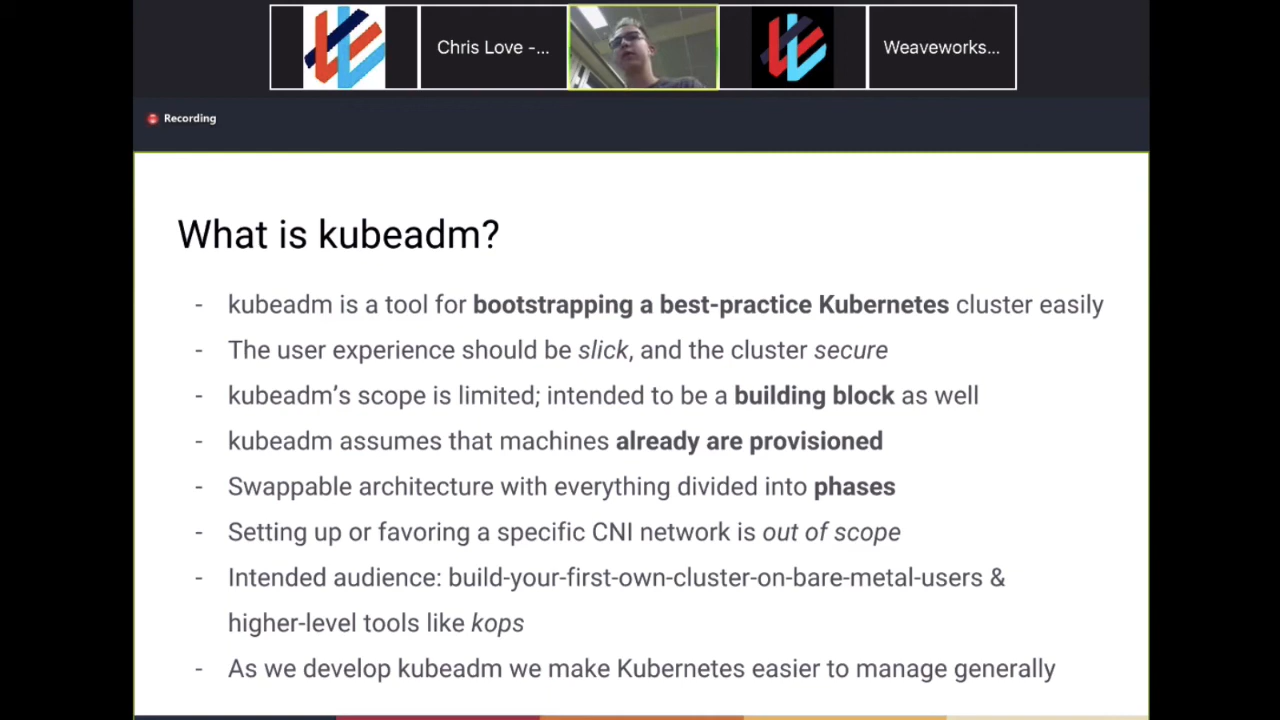 Chris Love -...
Weaveworks...
Recording
What is kubeadm?
- kubeadm is a tool for bootstrapping a best-practice Kubernetes cluster easily
- The user experience should be slick, and the cluster secure
- kubeadm’s scope is limited; intended to be a building block as well
- kubeadm assumes that machines already are provisioned
- Swappable architecture with everything divided into phases
- Setting up or favoring a specific CNI network is out of scope
- Intended audience: build-your-first-own-cluster-on-bare-metal-users &
higher-level tools like kops
- As we develop kubeadm we make Kubernetes easier to manage generally